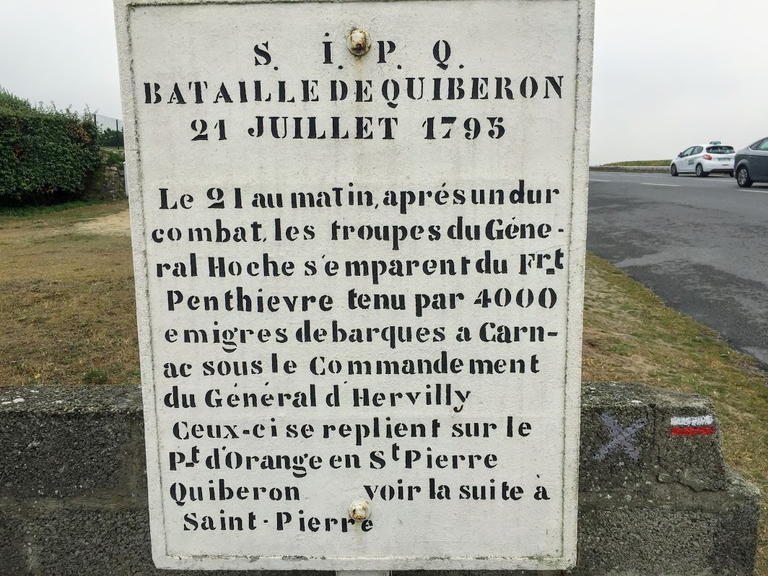 S. I. P. Q.
BATAILLE DE QUIBERON
21 JUILLET 1795
Le 21 au matin, aprés un dur
combat, les troupes du Géne-
ral Hoche s'emparent du Frt
Penthievre tenu par 4000
emigres debarques a Carn-
ac sous le Commandement
du Général d'Hervilly
Ceux-ci se replient sur le
Pt d'Orange en St Pierre
Quiberon voir la suite à
Saint-Pierre